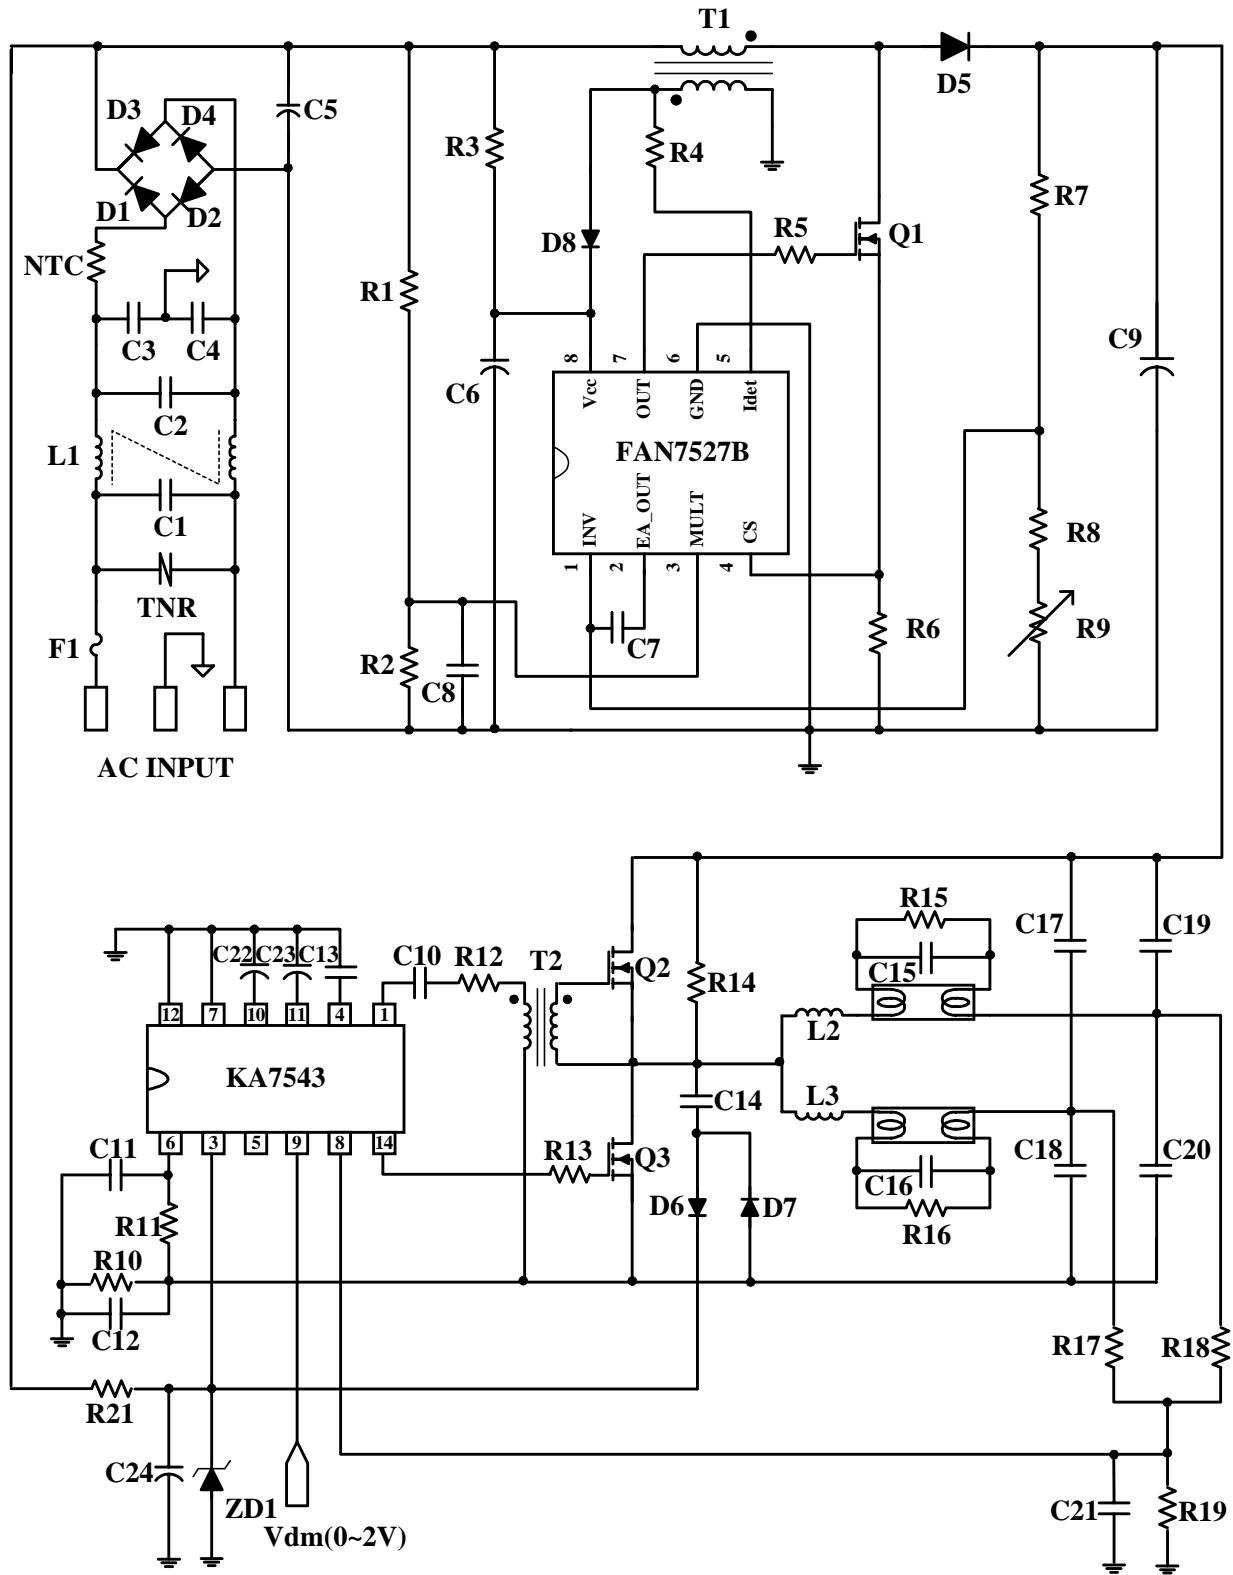 T1
D5
D3
D4
C5
R3
R4
R7
D1
D2
D8
R5
Q1
NTC
R1
C3
C4
C9
C6
8
7
6
5
Vcc
OUT
GND
Idet
C2
L1
FAN7527B
C1
INV
EA_OUT
MULT
CS
R8
1
2
3
4
TNR
F1
R2
C8
C7
R6
R9
AC INPUT
R15
C17
C19
C22
C23
C13
C10
R12
T2
Q2
R14
C15
12
7
10
11
4
1
L2
KA7543
L3
C14
6
3
5
9
8
14
C11
R13
Q3
C18
C20
C16
R11
D6
D7
R16
R10
C12
R17
R18
R21
C24
ZD1
C21
R19
Vdm(0~2V)